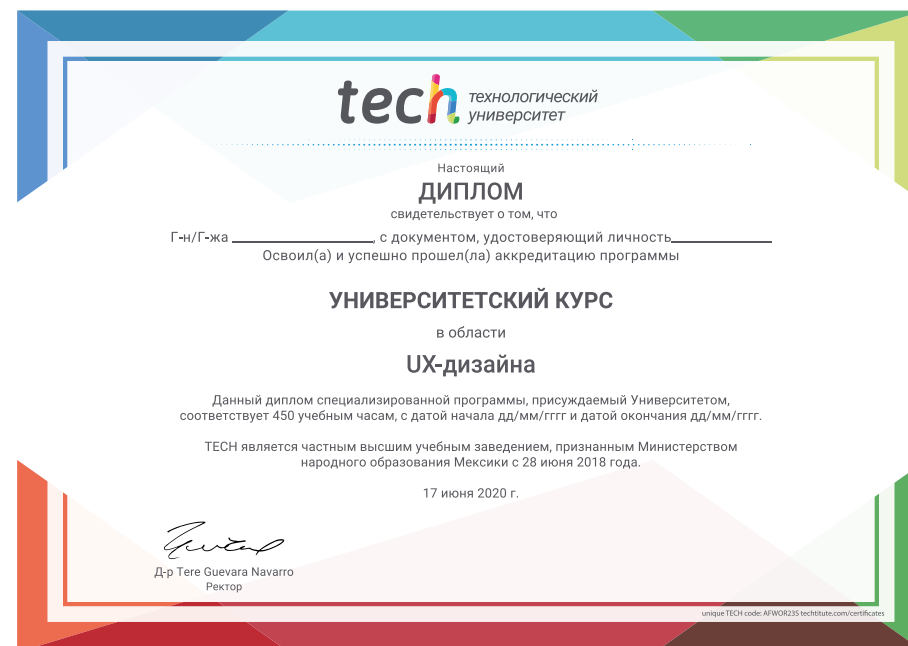 tech технологический
университет
Настоящий
ДИПЛОМ
свидетельствует о том, что
Г-н/Г-жа ____________________, с документом, удостоверяющий личность______________
Освоил(а) и успешно прошел(ла) аккредитацию программы
УНИВЕРСИТЕТСКИЙ КУРС
в области
UX-дизайна
Данный диплом специализированной программы, присуждаемый Университетом,
соответствует 450 учебным часам, с датой начала дд/мм/гггг и датой окончания дд/мм/гггг.
TECH является частным высшим учебным заведением, признанным Министерством
народного образования Мексики с 28 июня 2018 года.
17 июня 2020 г.
Д-р Tere Guevara Navarro
Ректор
unique TECH code: AFWOR23S techtitute.com/certificates